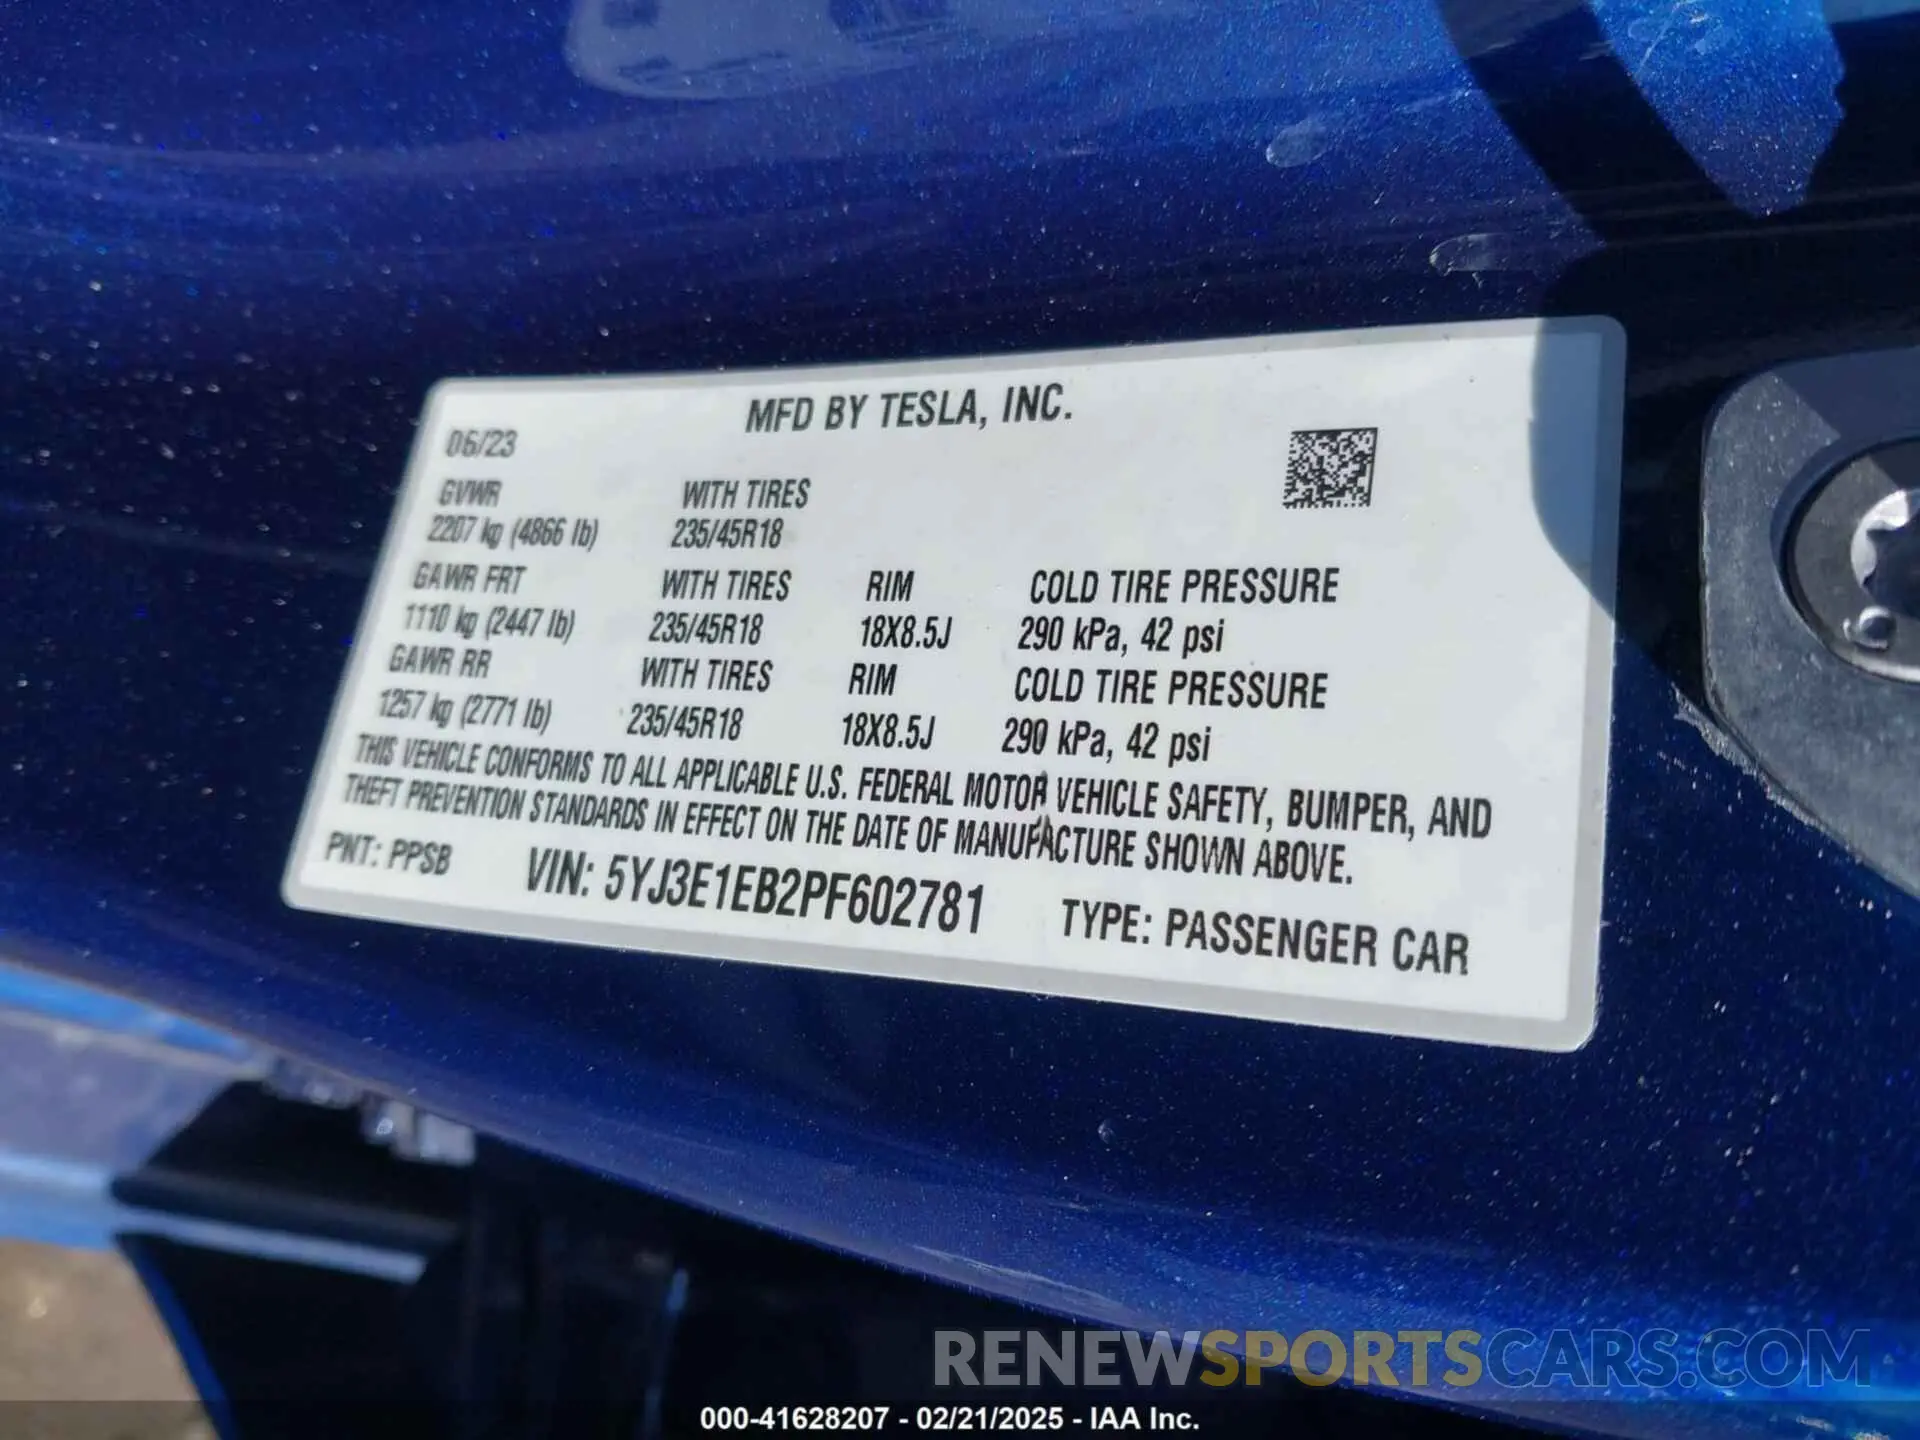 MFD BY TESLA, INC.
06/23
GVWR WITH TIRES
2207 kg (4866 lb) 235/45R18
GAWR FRT WITH TIRES RIM COLD TIRE PRESSURE
1110 kg (2447 lb) 235/45R18 18X8.5J 290 kPa, 42 psi
GAWR RR WITH TIRES RIM COLD TIRE PRESSURE
1257 kg (2771 lb) 235/45R18 18X8.5J 290 kPa, 42 psi
THIS VEHICLE CONFORMS TO ALL APPLICABLE U.S. FEDERAL MOTOR VEHICLE SAFETY, BUMPER, AND
THEFT PREVENTION STANDARDS IN EFFECT ON THE DATE OF MANUFACTURE SHOWN ABOVE.
PNT: PPSB VIN: 5YJ3E1EB2PF602781 TYPE: PASSENGER CAR
RENEWSPORTSCARS.COM
000-41628207 - 02/21/2025 - IAA Inc.